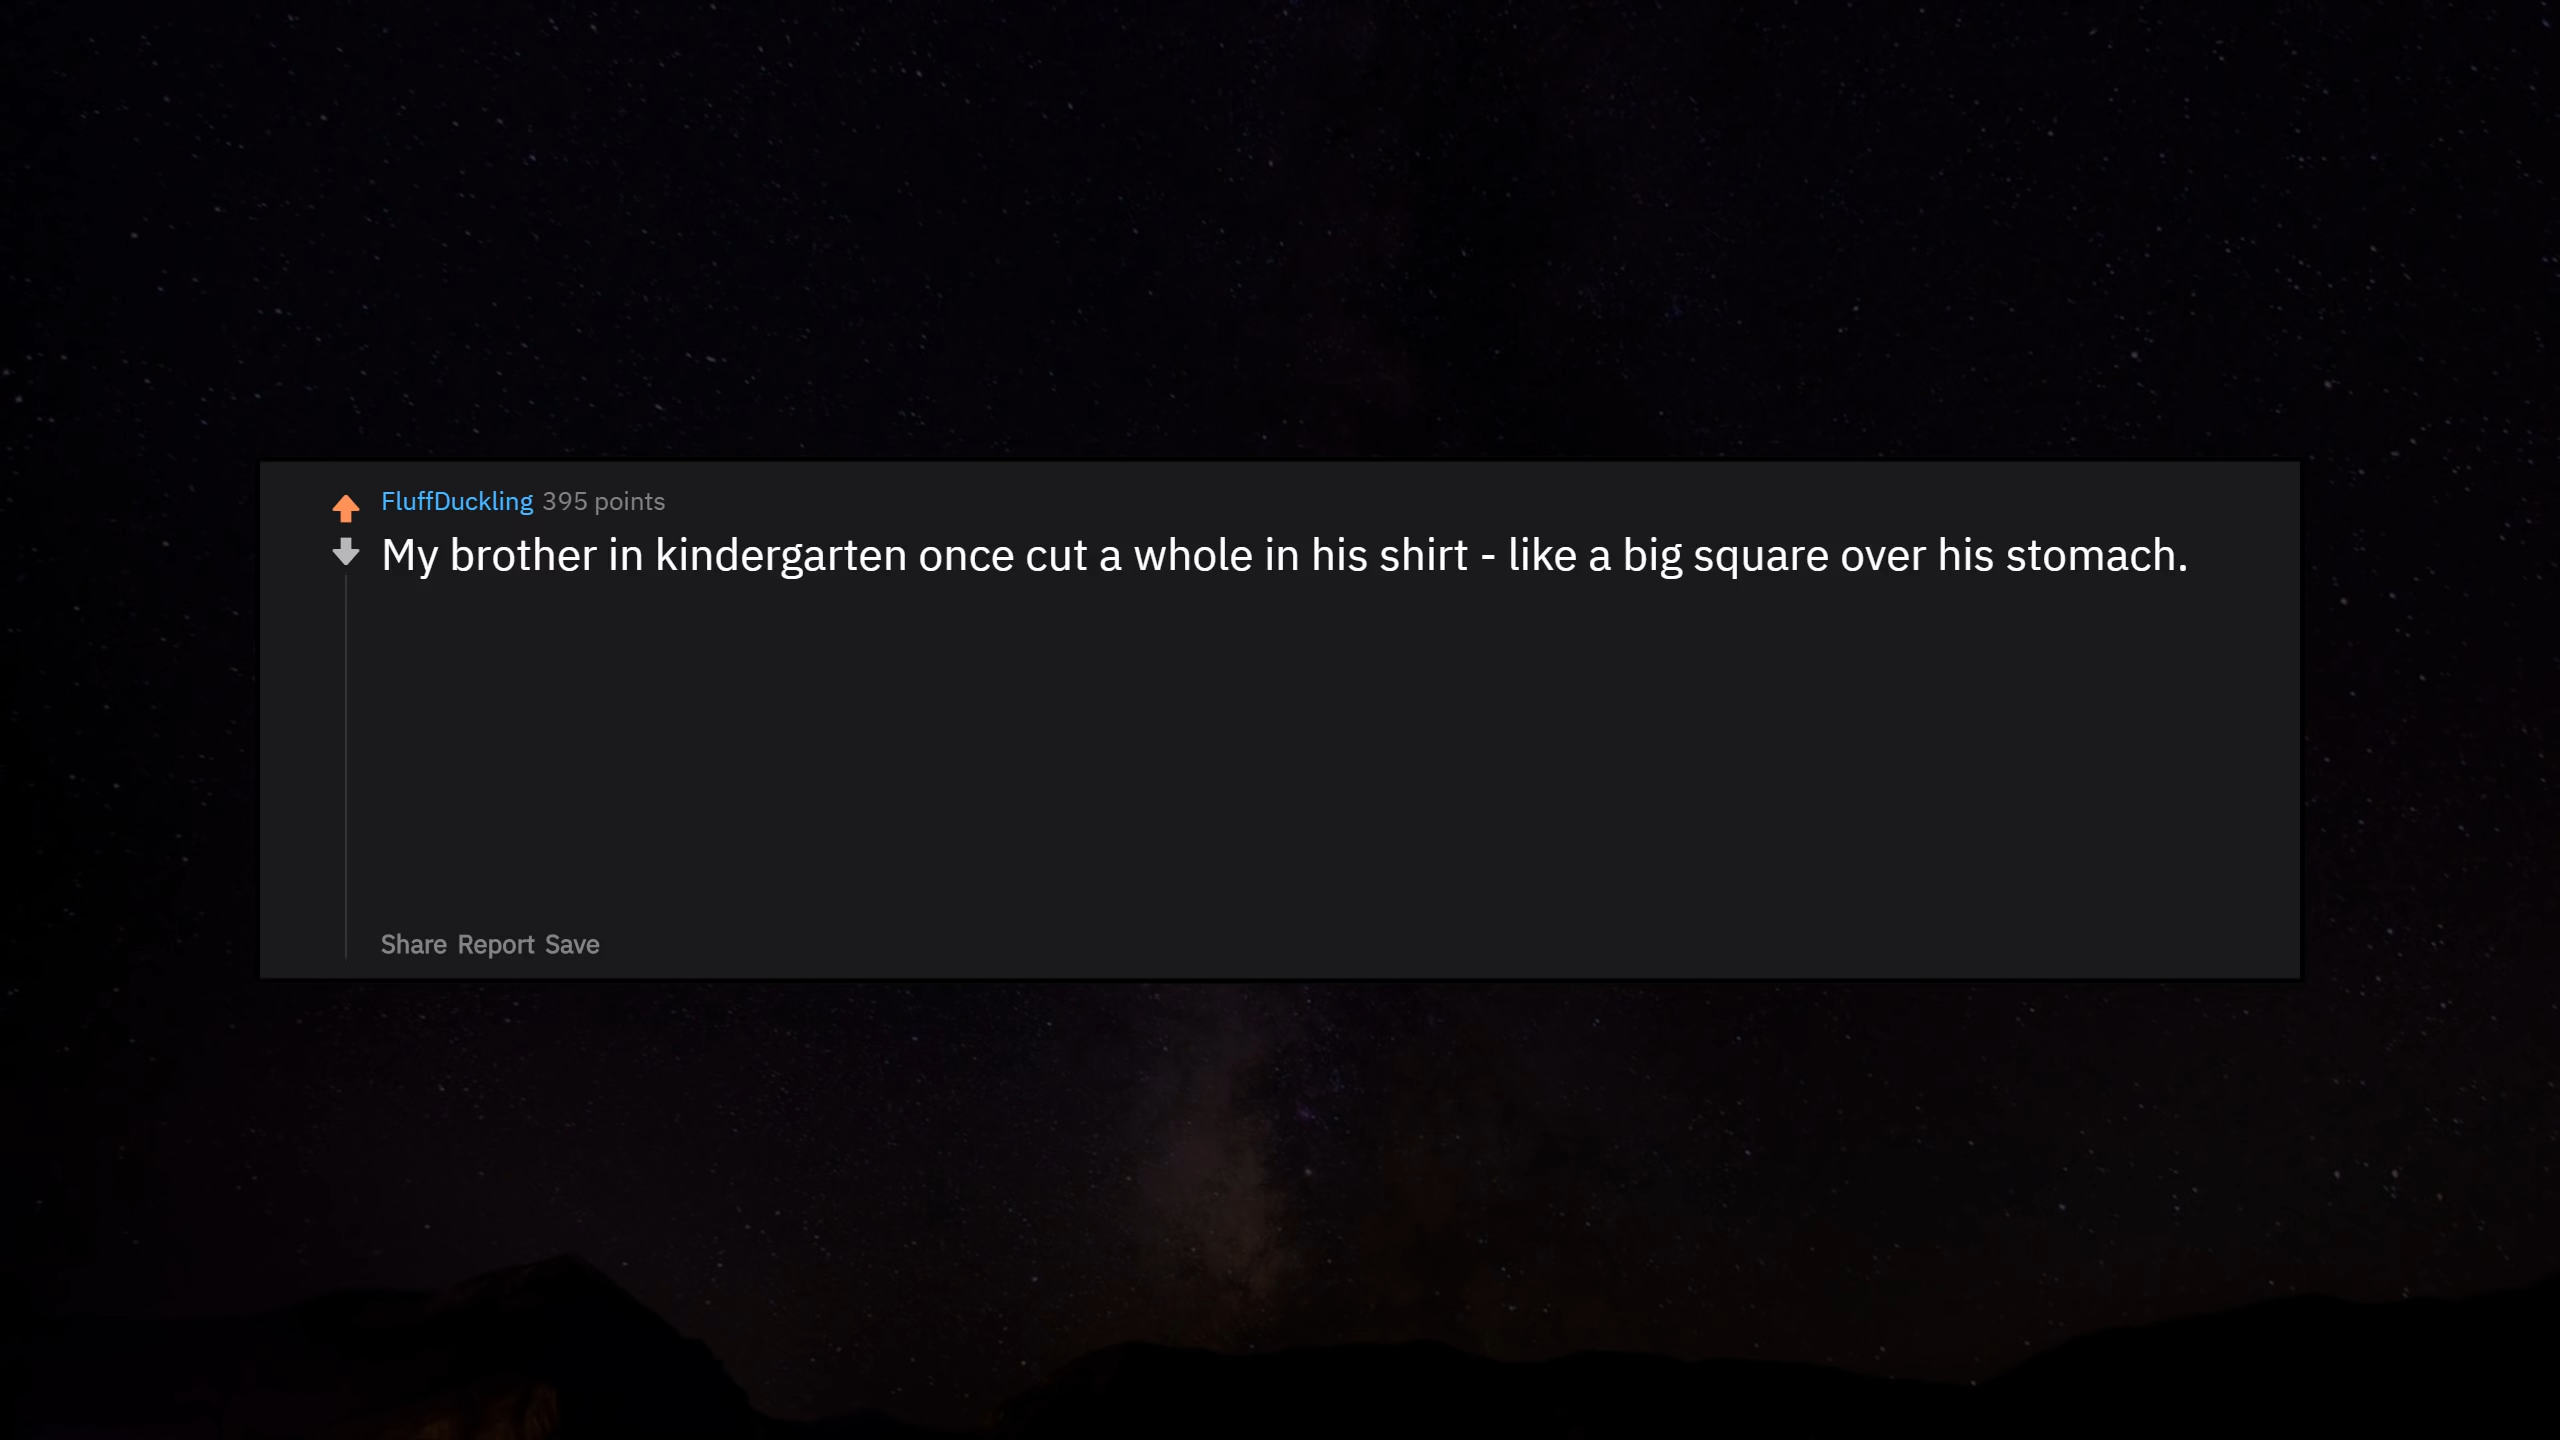 FluffDuckling 395 points
My brother in kindergarten once cut a whole in his shirt - like a big square over his stomach.
Share Report Save